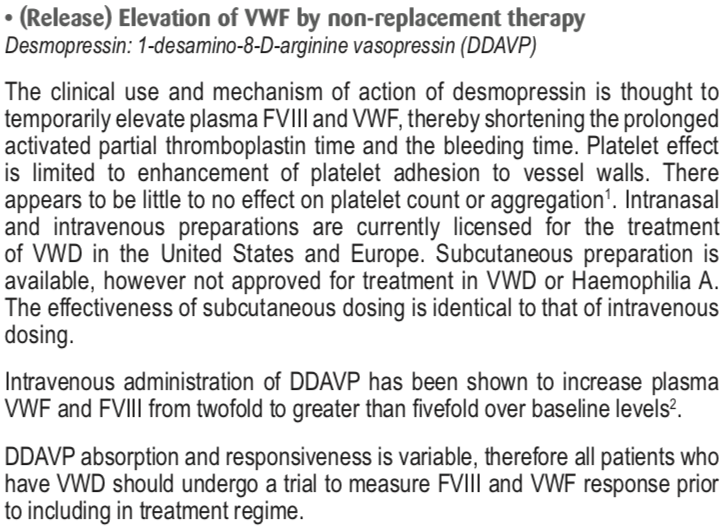 • (Release) Elevation of VWF by non-replacement therapy
Desmopressin: 1-desamino-8-D-arginine vasopressin (DDAVP)
The clinical use and mechanism of action of desmopressin is thought to
temporarily elevate plasma FVIII and VWF, thereby shortening the prolonged
activated partial thromboplastin time and the bleeding time. Platelet effect
is limited to enhancement of platelet adhesion to vessel walls. There
appears to be little to no effect on platelet count or aggregation¹. Intranasal
and intravenous preparations are currently licensed for the treatment
of VWD in the United States and Europe. Subcutaneous preparation is
available, however not approved for treatment in VWD or Haemophilia A.
The effectiveness of subcutaneous dosing is identical to that of intravenous
dosing.
Intravenous administration of DDAVP has been shown to increase plasma
VWF and FVIII from twofold to greater than fivefold over baseline levels².
DDAVP absorption and responsiveness is variable, therefore all patients who
have VWD should undergo a trial to measure FVIII and VWF response prior
to including in treatment regime.